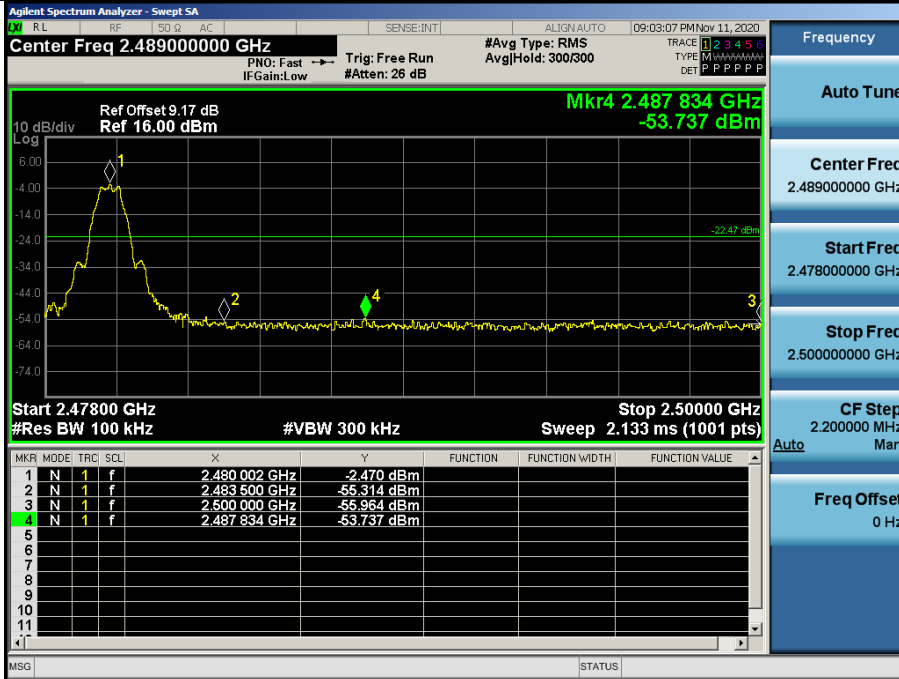 Agilent Spectrum Analyzer - Swept SA
LXI RL RF 50 Ω AC SENSE:INT ALIGN AUTO 09:03:07 PM Nov 11, 2020
Center Freq 2.489000000 GHz
#Avg Type: RMS
TRACE 1 2 3 4 5 6
PNO: Fast
Trig: Free Run
Avg|Hold: 300/300
TYPE M W W W W W
IFGain:Low
#Atten: 26 dB
DET P P P P P P
Mkr4 2.487 834 GHz
-53.737 dBm
Ref Offset 9.17 dB
10 dB/div Ref 16.00 dBm
Log
6.00
-4.00
-14.0
-24.0
-34.0
-44.0
-54.0
-64.0
-74.0
1
2
4
3
-22.47 dBm
Start 2.47800 GHz Stop 2.50000 GHz
#Res BW 100 kHz #VBW 300 kHz Sweep 2.133 ms (1001 pts)
MKR MODE TRC SCL X Y FUNCTION FUNCTION WIDTH FUNCTION VALUE
1 N 1 f 2.480 002 GHz -2.470 dBm
2 N 1 f 2.483 500 GHz -55.314 dBm
3 N 1 f 2.500 000 GHz -55.964 dBm
4 N 1 f 2.487 834 GHz -53.737 dBm
5
6
7
8
9
10
11
MSG STATUS
Frequency
Auto Tune
Center Freq
2.489000000 GHz
Start Freq
2.478000000 GHz
Stop Freq
2.500000000 GHz
CF Step
2.200000 MHz
Auto Man
Freq Offset
0 Hz